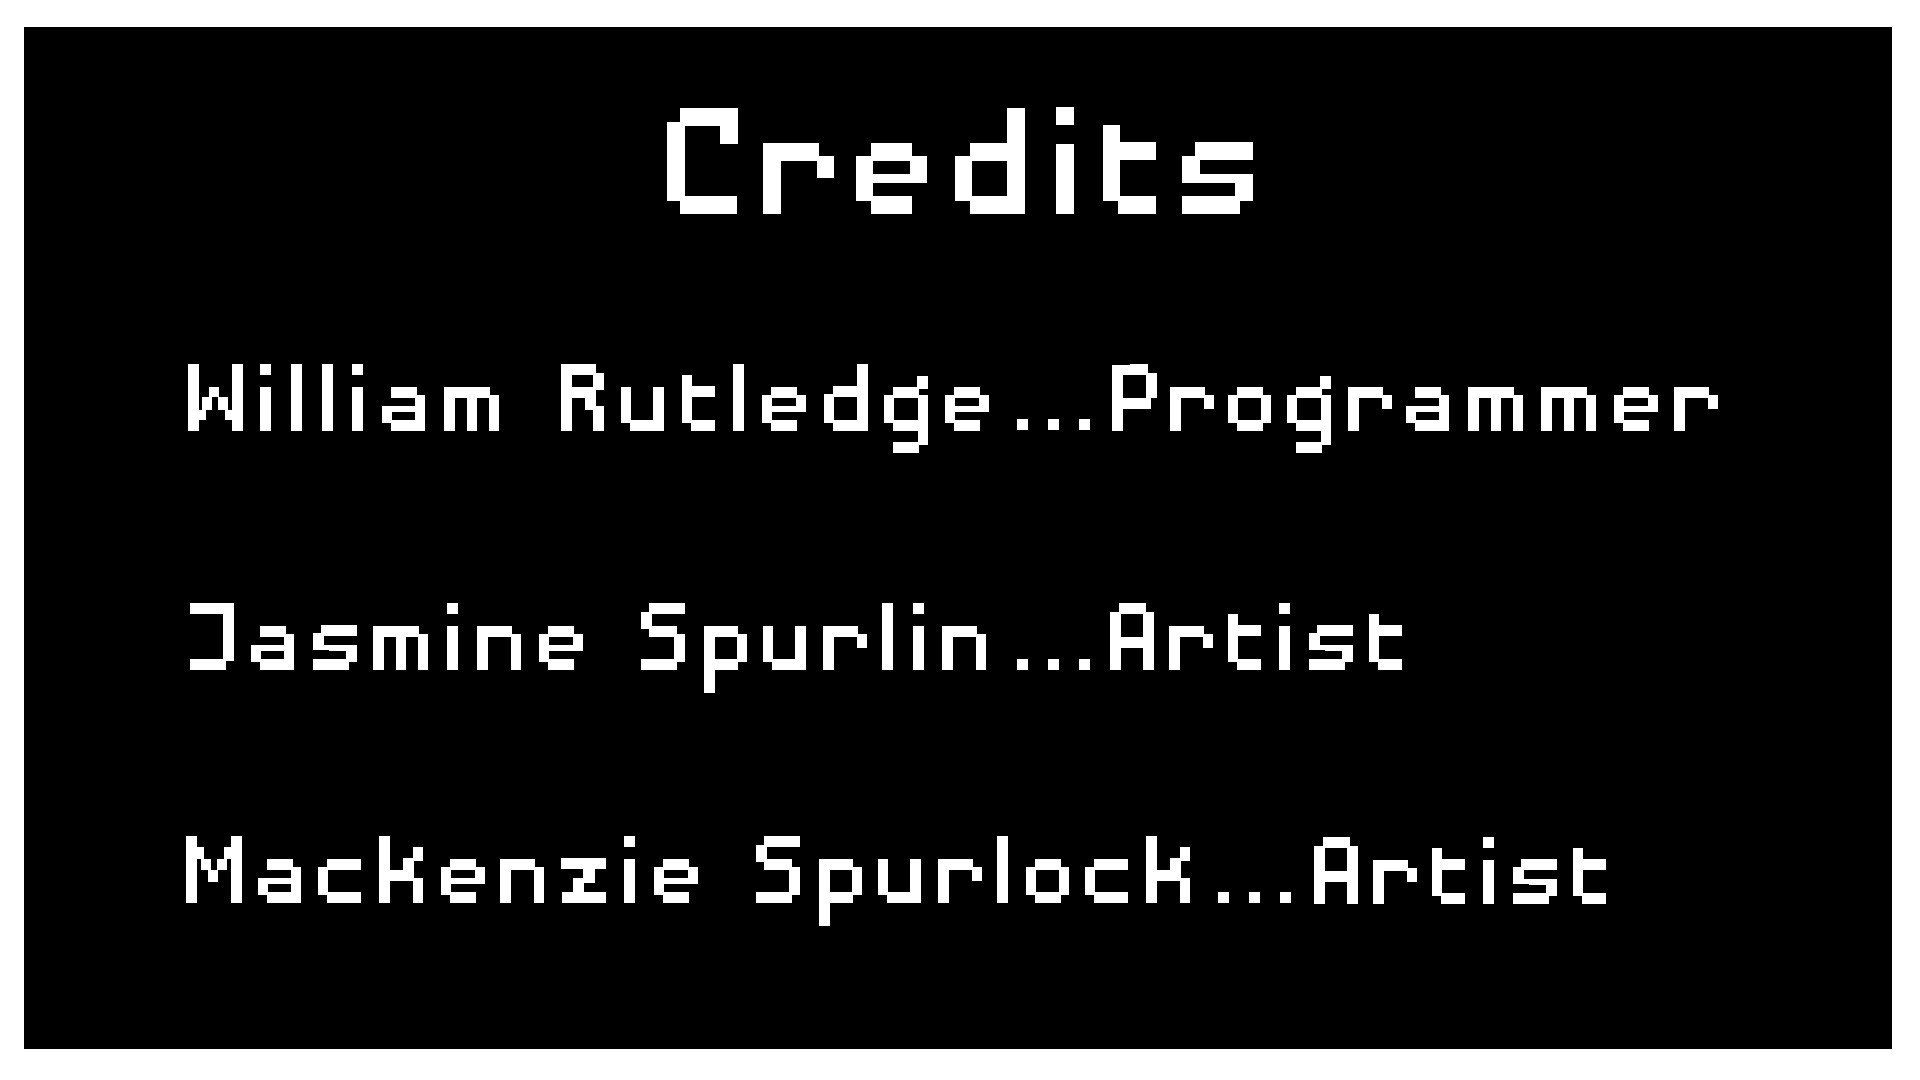 Credits
William Rutledge...Programmer
Jasmine Spurlin...Artist
Mackenzie Spurlock...Artist